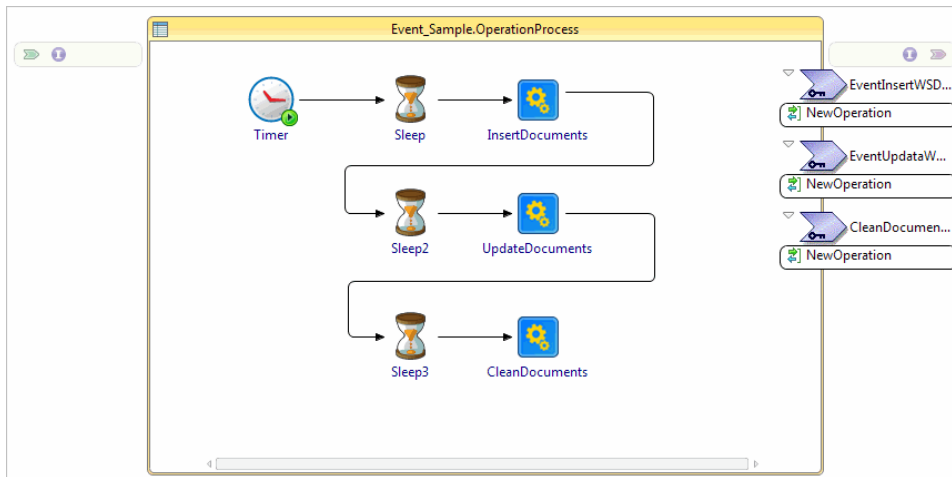 Event_Sample.OperationProcess
Timer
Sleep
InsertDocuments
Sleep2
UpdateDocuments
Sleep3
CleanDocuments
EventInsertWSD...
NewOperation
EventUpdataW...
NewOperation
CleanDocumen...
NewOperation